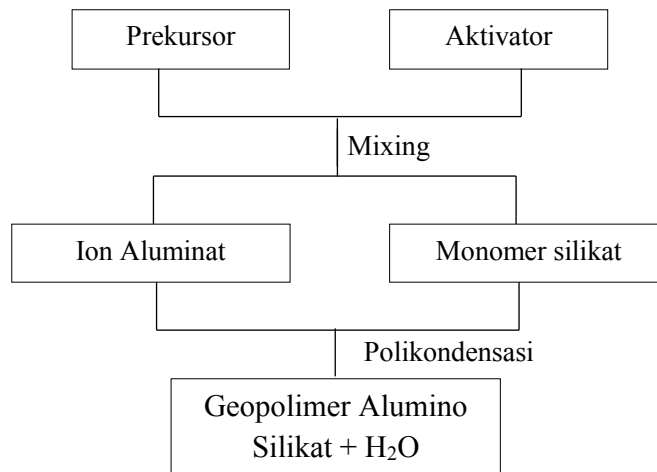 Prekursor
Aktivator
Mixing
Ion Aluminat
Monomer silikat
Polikondensasi
Geopolimer Alumino
Silikat + H₂O